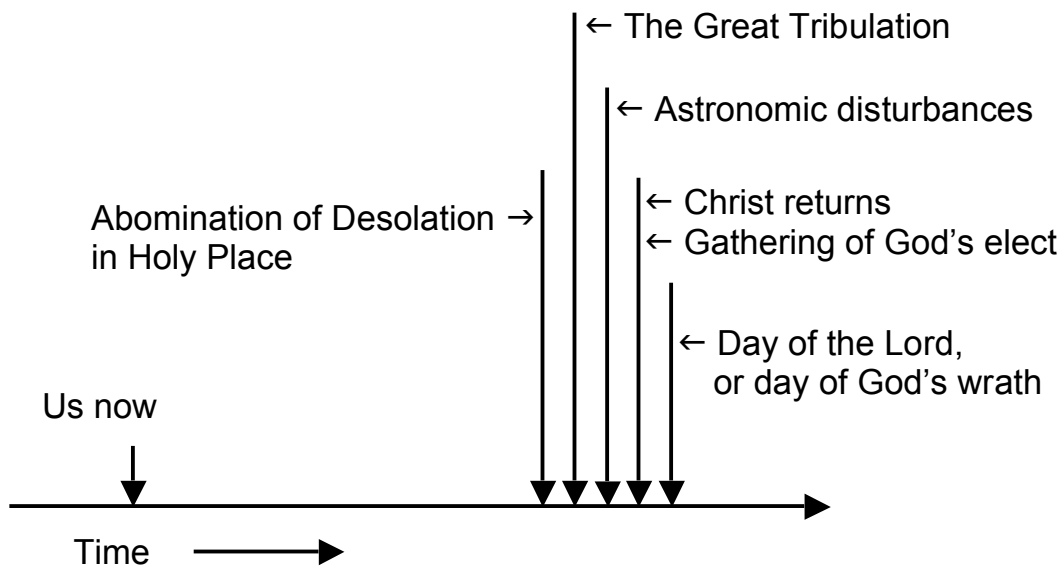 ← The Great Tribulation
← Astronomic disturbances
Abomination of Desolation →
in Holy Place
← Christ returns
← Gathering of God’s elect
← Day of the Lord,
or day of God’s wrath
Us now
Time